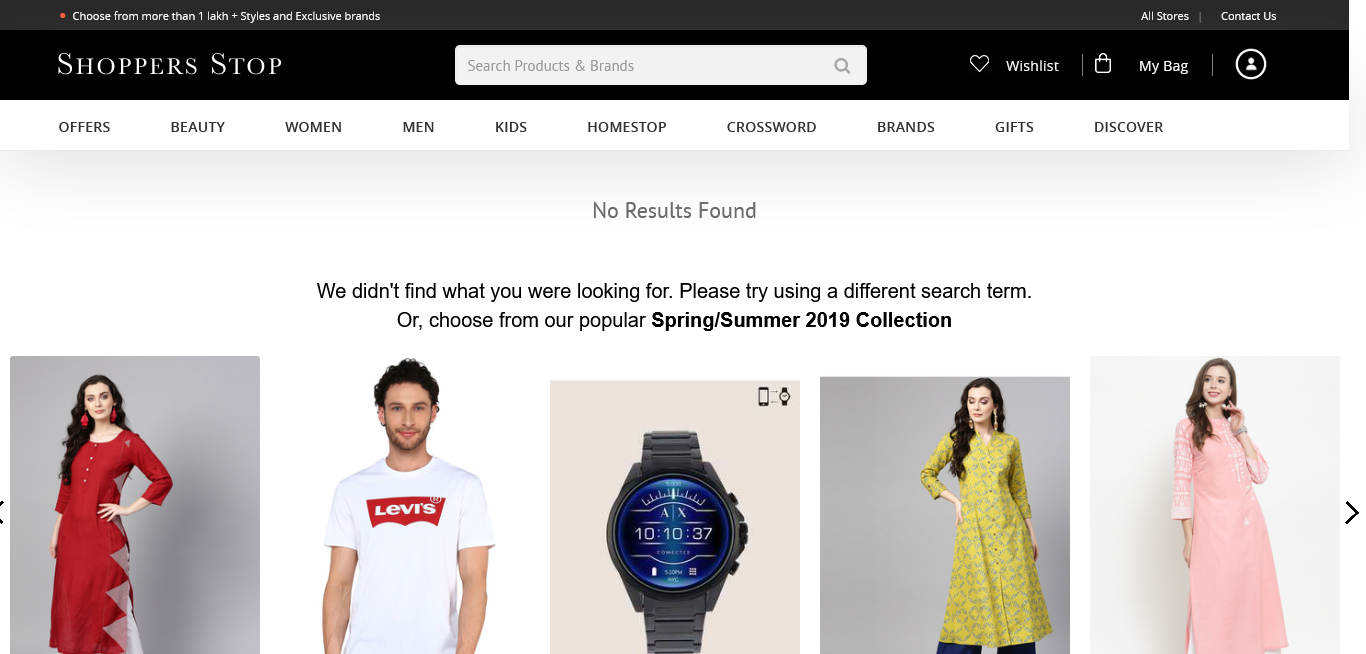 Choose from more than 1 lakh + Styles and Exclusive brands
All Stores | Contact Us
SHOPPERS STOP
Search Products & Brands
Wishlist
My Bag
OFFERS BEAUTY WOMEN MEN KIDS HOMESTOP CROSSWORD BRANDS GIFTS DISCOVER
No Results Found
We didn't find what you were looking for. Please try using a different search term.
Or, choose from our popular Spring/Summer 2019 Collection
LEVI'S ®
A|X
10:10:37
CONNECTED
5:10PM
NYC